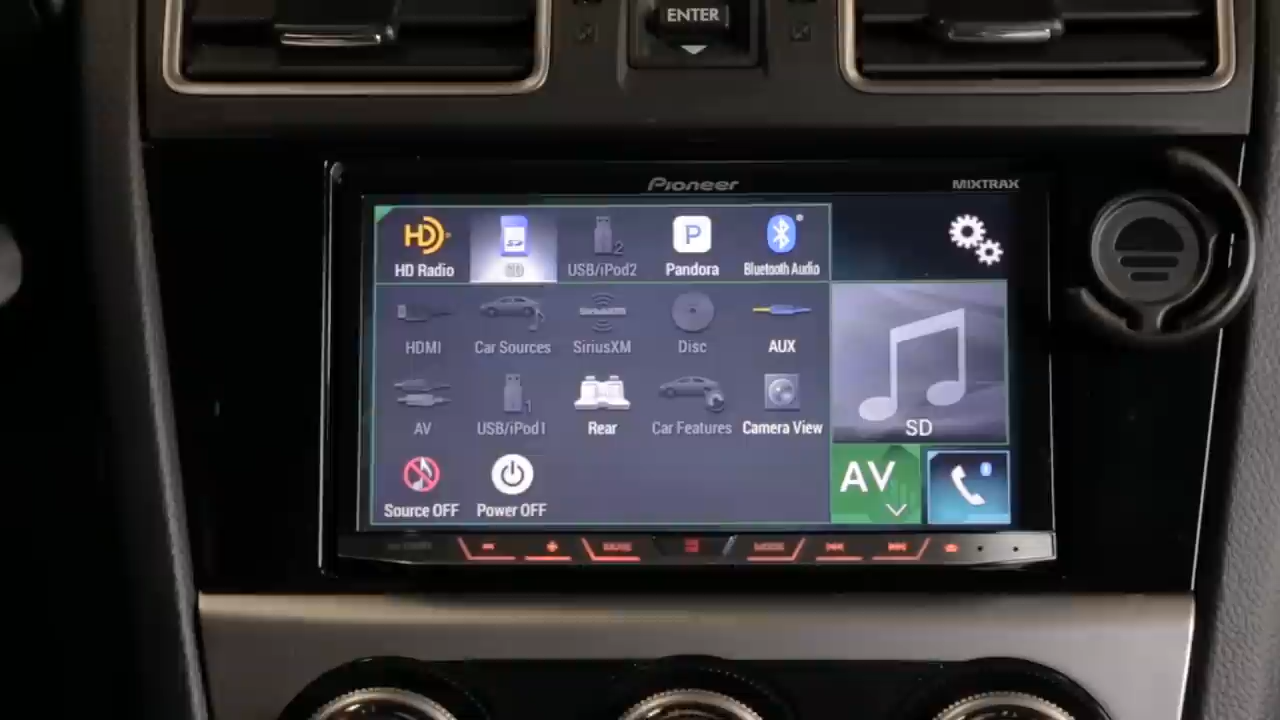 ENTER
Pioneer
MIXTRAX
HD Radio
SD
USB/iPod2
Pandora
Bluetooth Audio
HDMI
Car Sources
SiriusXM
Disc
AUX
AV
USB/iPod1
Rear
Car Features
Camera View
SD
Source OFF
Power OFF
AV
MODE